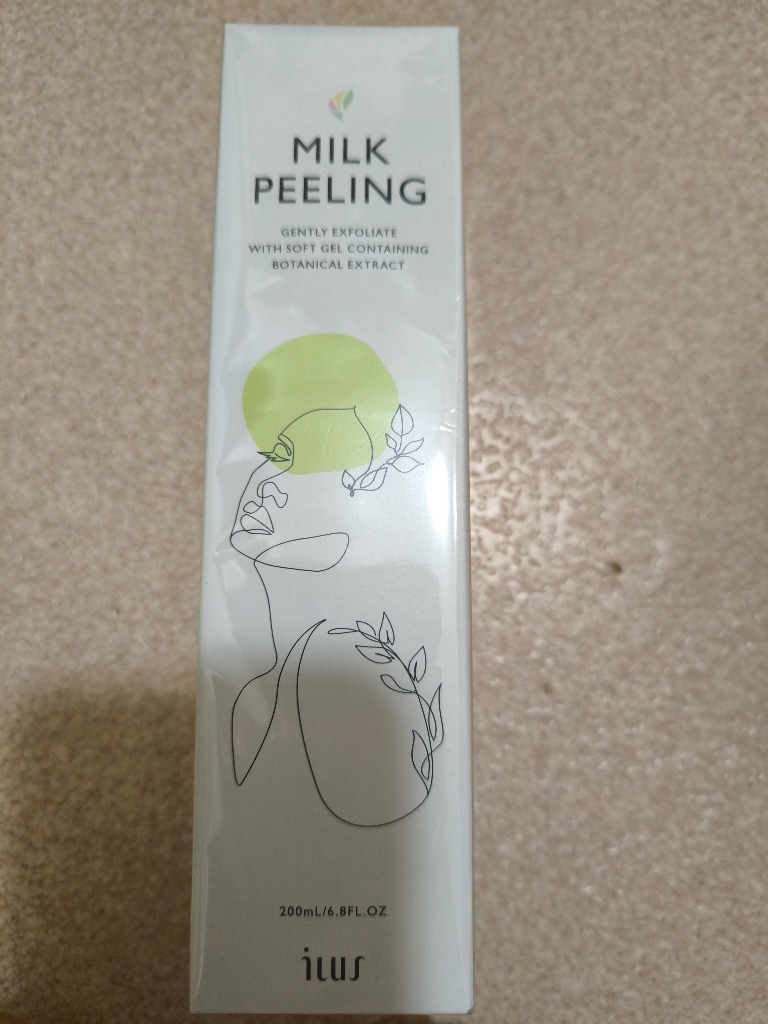 MILK
PEELING
GENTLY EXFOLIATE
WITH SOFT GEL CONTAINING
BOTANICAL EXTRACT
200mL/6.8FL.OZ
ilus